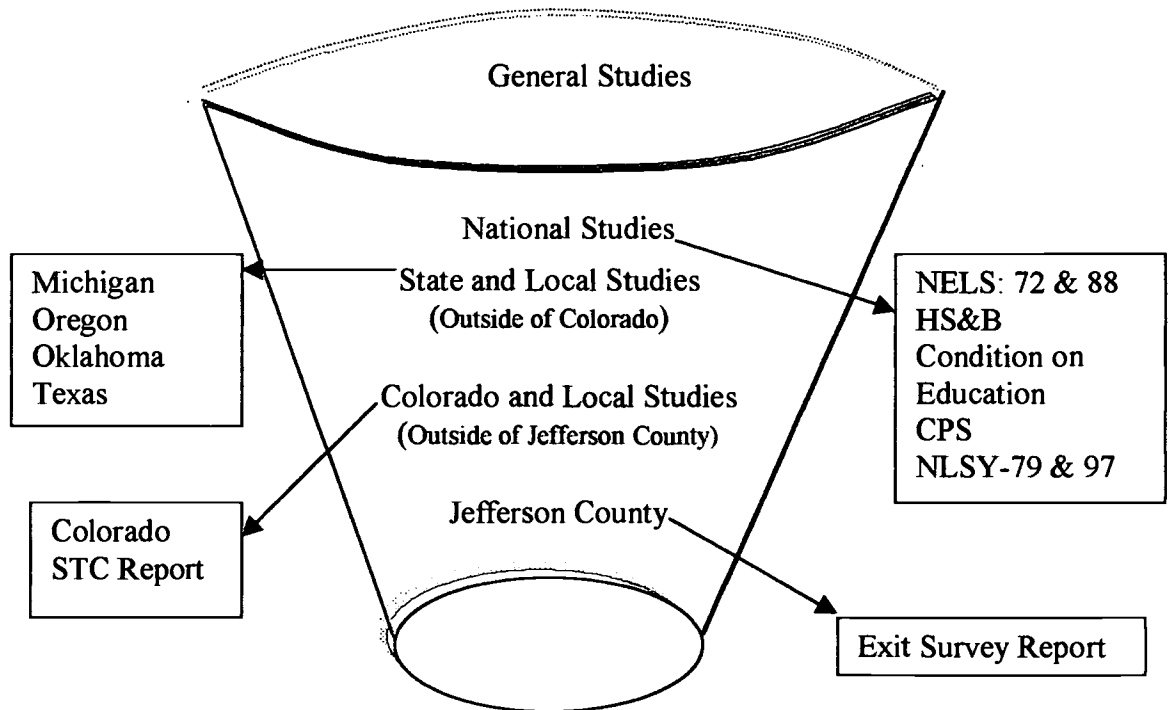 General Studies
National Studies
State and Local Studies
(Outside of Colorado)
Colorado and Local Studies
(Outside of Jefferson County)
Jefferson County
Michigan
Oregon
Oklahoma
Texas
Colorado
STC Report
NELS: 72 & 88
HS&B
Condition on
Education
CPS
NLSY-79 & 97
Exit Survey Report